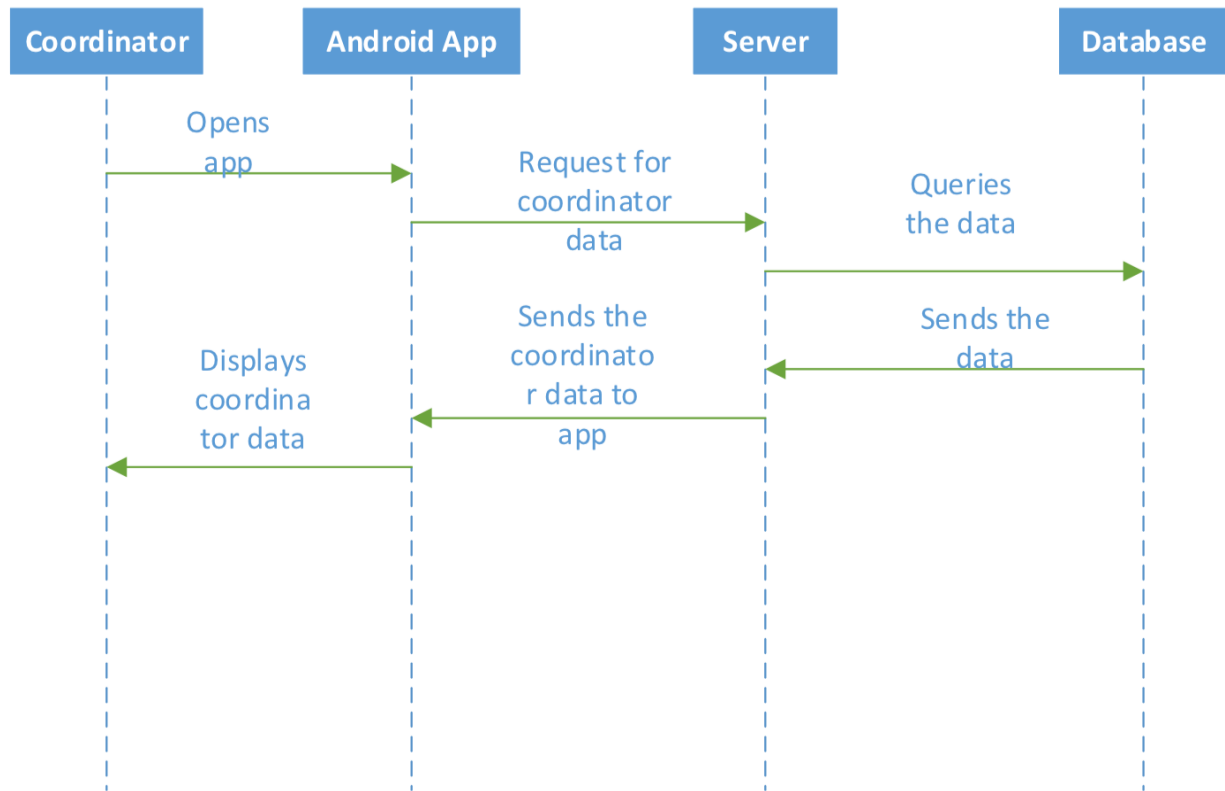 Coordinator
Android App
Server
Database
Opens
app
Request for
coordinator
data
Queries
the data
Sends the
data
Sends the
coordinato
r data to
app
Displays
coordina
tor data